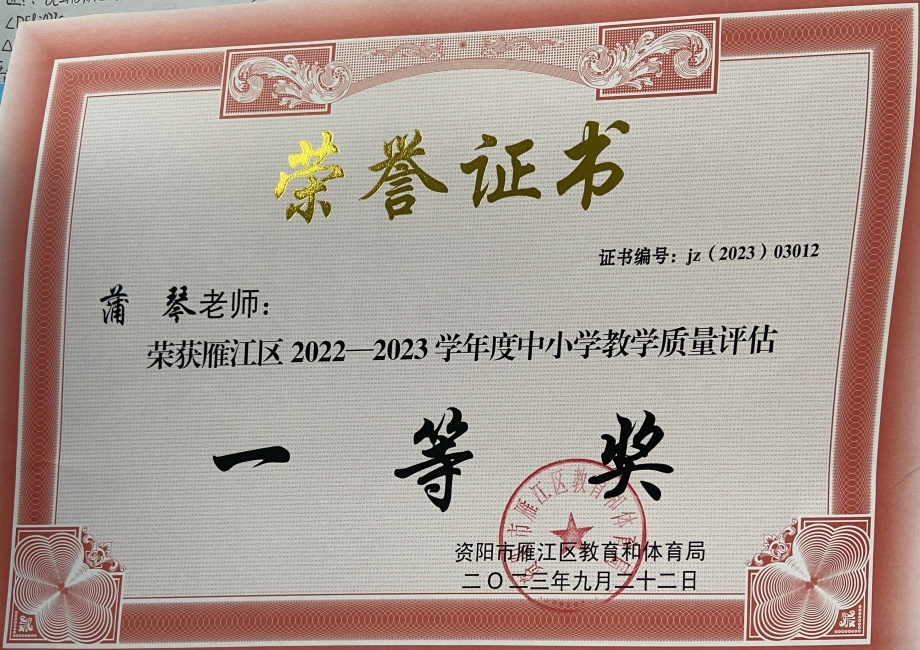 荣誉证书
证书编号：jz（2023）03012
蒲 琴老师：
荣获雁江区2022—2023学年度中小学教学质量评估
一等奖
资阳市雁江区教育和体育局
二〇二三年九月二十二日